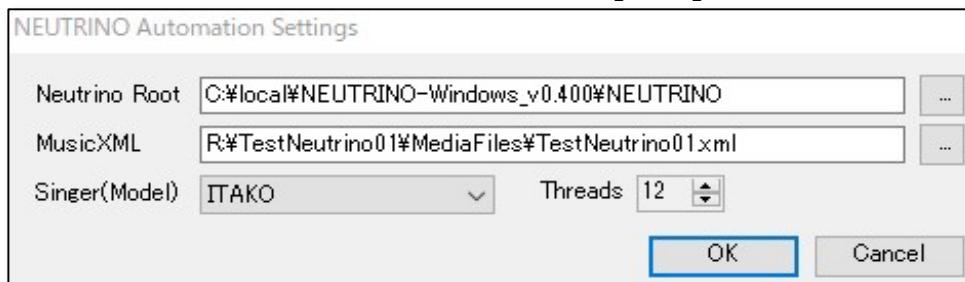 NEUTRINO Automation Settings
Neutrino Root C:¥local¥NEUTRINO-Windows_v0.400¥NEUTRINO ...
MusicXML R:¥TestNeutrino01¥MediaFiles¥TestNeutrino01.xml ...
Singer(Model) ITAKO Threads 12
OK Cancel